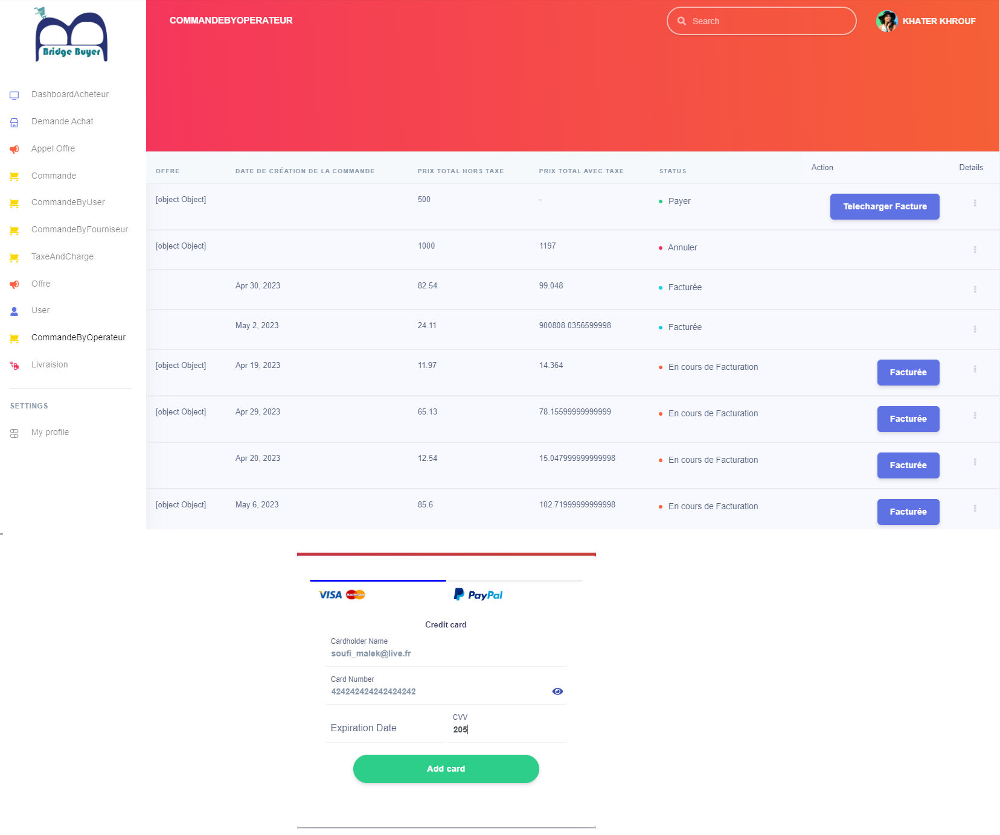 Bridge Buyer
COMMANDEBYOPERATEUR
Search
KHATER KHROUF
DashboardAcheteur
Demande Achat
Appel Offre
Commande
CommandeByUser
CommandeByFourniseur
TaxeAndCharge
Offre
User
CommandeByOperateur
Livraision
SETTINGS
My profile
OFFRE DATE DE CRÉATION DE LA COMMANDE PRIX TOTAL HORS TAXE PRIX TOTAL AVEC TAXE STATUS Action Details
[object Object] 500 - Payer Telecharger Facture
[object Object] 1000 1197 Annuler
Apr 30, 2023 82.54 99.048 Facturée
May 2, 2023 24.11 900808.0356599998 Facturée
[object Object] Apr 19, 2023 11.97 14.364 En cours de Facturation Facturée
[object Object] Apr 29, 2023 65.13 78.15599999999999 En cours de Facturation Facturée
Apr 20, 2023 12.54 15.047999999999998 En cours de Facturation Facturée
[object Object] May 6, 2023 85.6 102.71999999999998 En cours de Facturation Facturée
VISA MasterCard PayPal
Credit card
Cardholder Name
soufi_malek@live.fr
Card Number
424242424242424242
Expiration Date
CVV
205
Add card